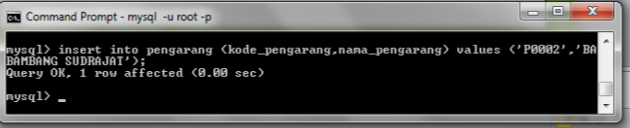 Command Prompt - mysql -u root -p
mysql> insert into pengarang (kode_pengarang,nama_pengarang) values ('P0002','BA
BAMBANG SUDRAJAT');
Query OK, 1 row affected (0.00 sec)
mysql> _